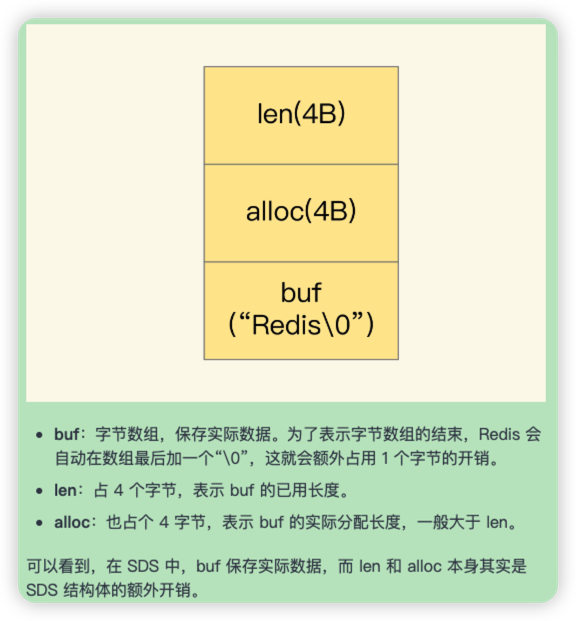 len(4B)
alloc(4B)
buf
(“Redis\0”)
buf：字节数组，保存实际数据。为了表示字节数组的结束，Redis 会
自动在数组最后加一个“\0”，这就会额外占用 1 个字节的开销。
len：占 4 个字节，表示 buf 的已用长度。
alloc：也占个 4 字节，表示 buf 的实际分配长度，一般大于 len。
可以看到，在 SDS 中，buf 保存实际数据，而 len 和 alloc 本身其实是
SDS 结构体的额外开销。